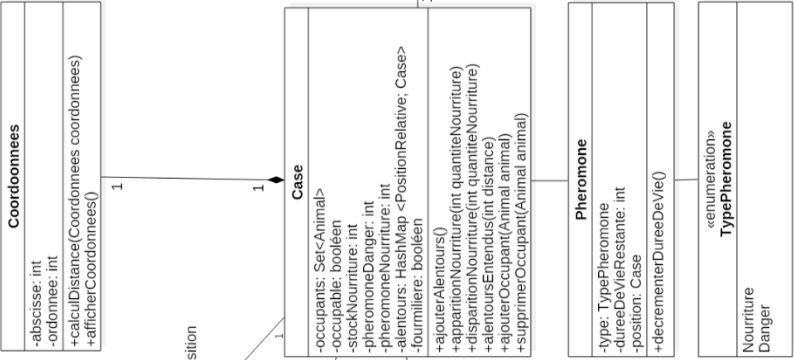 Coordoonnees
-abscisse: int
-ordonnee: int
+calculDistance(Coordonnees coordonnees)
+afficherCoordonnees()
1
1
sition
1
Case
-occupants: Set<Animal>
-occupable: booléen
-stockNourriture: int
-pheromoneDanger: int
-pheromoneNourriture: int
-alentours: HashMap <PositionRelative; Case>
-fourmiliere: booléen
+ajouterAlentours()
+apparitionNourriture(int quantiteNourriture)
+disparitionNourriture(int quantiteNourriture)
+alentoursEntendus(int distance)
+ajouterOccupant(Animal animal)
+supprimerOccupant(Animal animal)
Pheromone
-type: TypePheromone
-dureeDeVieRestante: int
-position: Case
+decrementerDureeDeVie()
«enumeration»
TypePheromone
Nourriture
Danger